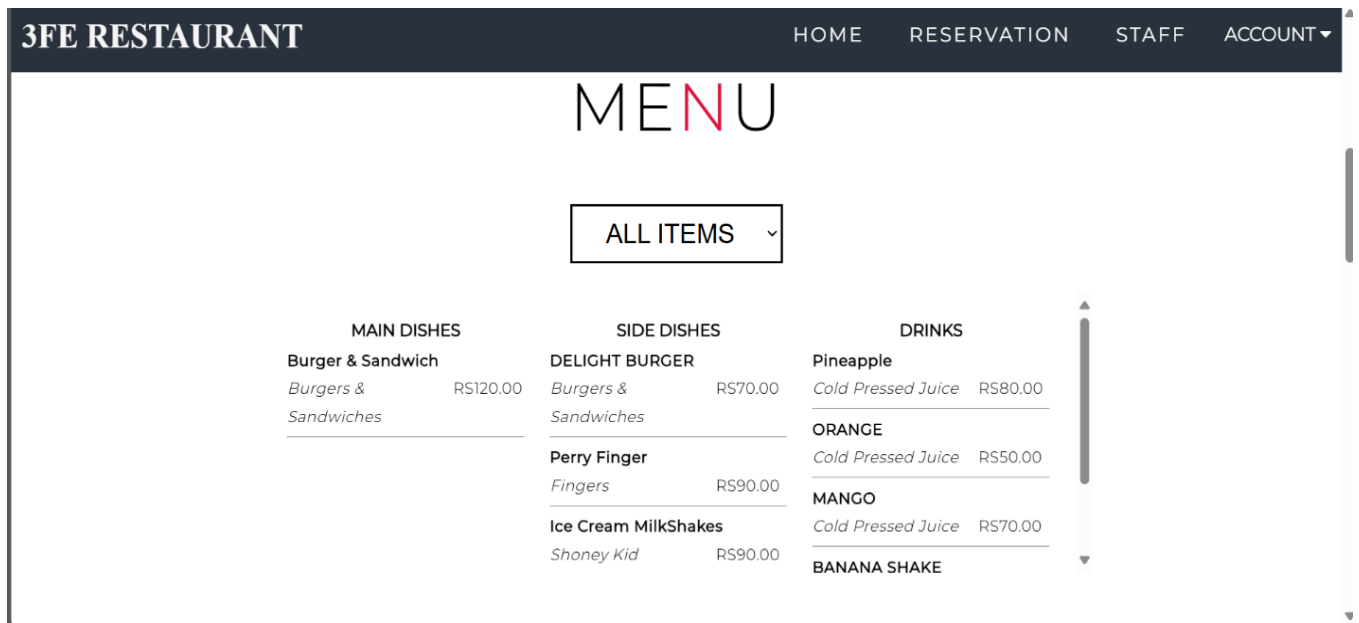 3FE RESTAURANT HOME RESERVATION STAFF ACCOUNT
MENU
ALL ITEMS
MAIN DISHES
Burger & Sandwich
Burgers & RS120.00
Sandwiches
SIDE DISHES
DELIGHT BURGER
Burgers & RS70.00
Sandwiches
Perry Finger
Fingers RS90.00
Ice Cream MilkShakes
Shoney Kid RS90.00
DRINKS
Pineapple
Cold Pressed Juice RS80.00
ORANGE
Cold Pressed Juice RS50.00
MANGO
Cold Pressed Juice RS70.00
BANANA SHAKE